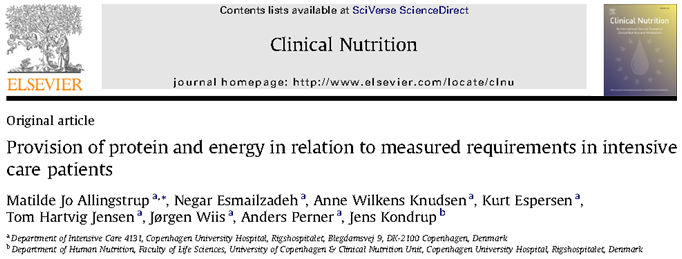 Contents lists available at SciVerse ScienceDirect
Clinical Nutrition
journal homepage: http://www.elsevier.com/locate/clnu
ELSEVIER
Clinical Nutrition
Original article
Provision of protein and energy in relation to measured requirements in intensive
care patients
Matilde Jo Allingstrup a,*, Negar Esmailzadeh a, Anne Wilkens Knudsen a, Kurt Espersen a,
Tom Hartvig Jensen a, Jørgen Wiis a, Anders Perner a, Jens Kondrup b
a Department of Intensive Care 4131, Copenhagen University Hospital, Rigshospitalet, Blegdamsvej 9, DK-2100 Copenhagen, Denmark
b Department of Human Nutrition, Faculty of Life Sciences, University of Copenhagen & Clinical Nutrition Unit, Copenhagen University Hospital, Rigshospitalet, Denmark